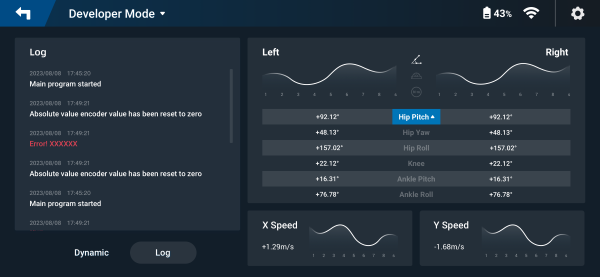 Developer Mode
43%
Log
2023/08/08 17:45:20
Main program started
2023/08/08 17:49:21
Absolute value encoder value has been reset to zero
2023/08/08 17:49:21
Error! XXXXXX
2023/08/08 17:49:21
Absolute value encoder value has been reset to zero
2023/08/08 17:45:20
Main program started
2023/08/08 17:49:21
Dynamic
Log
Left
Right
1 2 3 4 5 6 7 8 s
1 2 3 4 5 6 7 8 s
+92.12° Hip Pitch +92.12°
+48.13° Hip Yaw +48.13°
+157.02° Hip Roll +157.02°
+22.12° Knee +22.12°
+16.31° Ankle Pitch +16.31°
+76.78° Ankle Roll +76.78°
X Speed
+1.29m/s
1 2 3 4 5 6 7 8 s
Y Speed
-1.68m/s
1 2 3 4 5 6 7 8 s